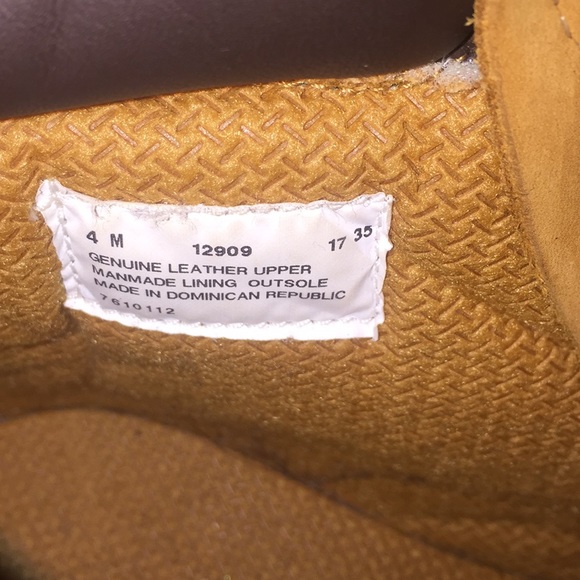 4 M 12909 17 35
GENUINE LEATHER UPPER
MANMADE LINING OUTSOLE
MADE IN DOMINICAN REPUBLIC
7610112